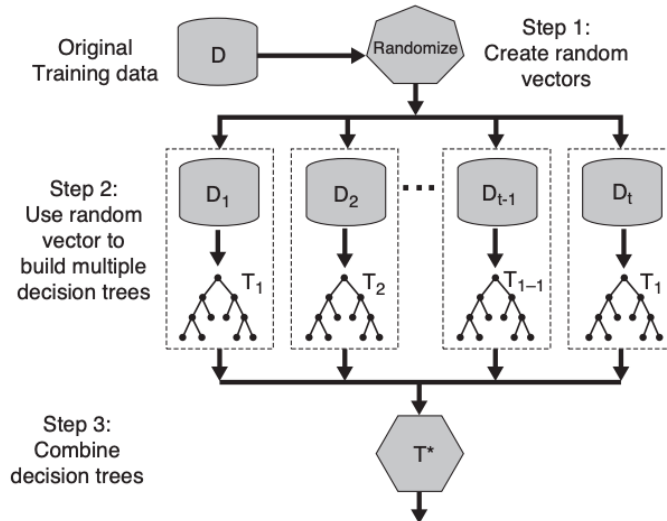 Original
Training data
D
Randomize
Step 1:
Create random
vectors
Step 2:
Use random
vector to
build multiple
decision trees
D1
D2
...
Dt-1
Dt
T1
T2
T1–1
T1
Step 3:
Combine
decision trees
T*